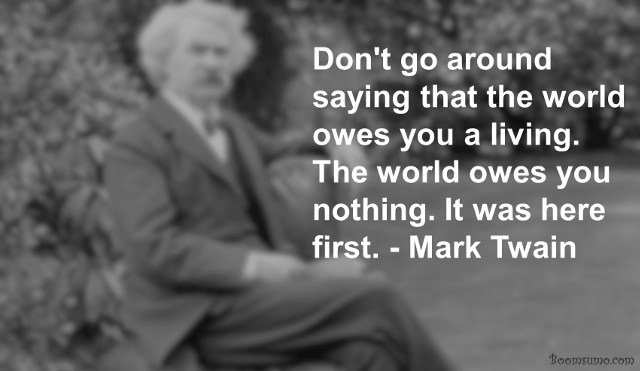 Don't go around
saying that the world
owes you a living.
The world owes you
nothing. It was here
first. - Mark Twain
Boomsumo.com